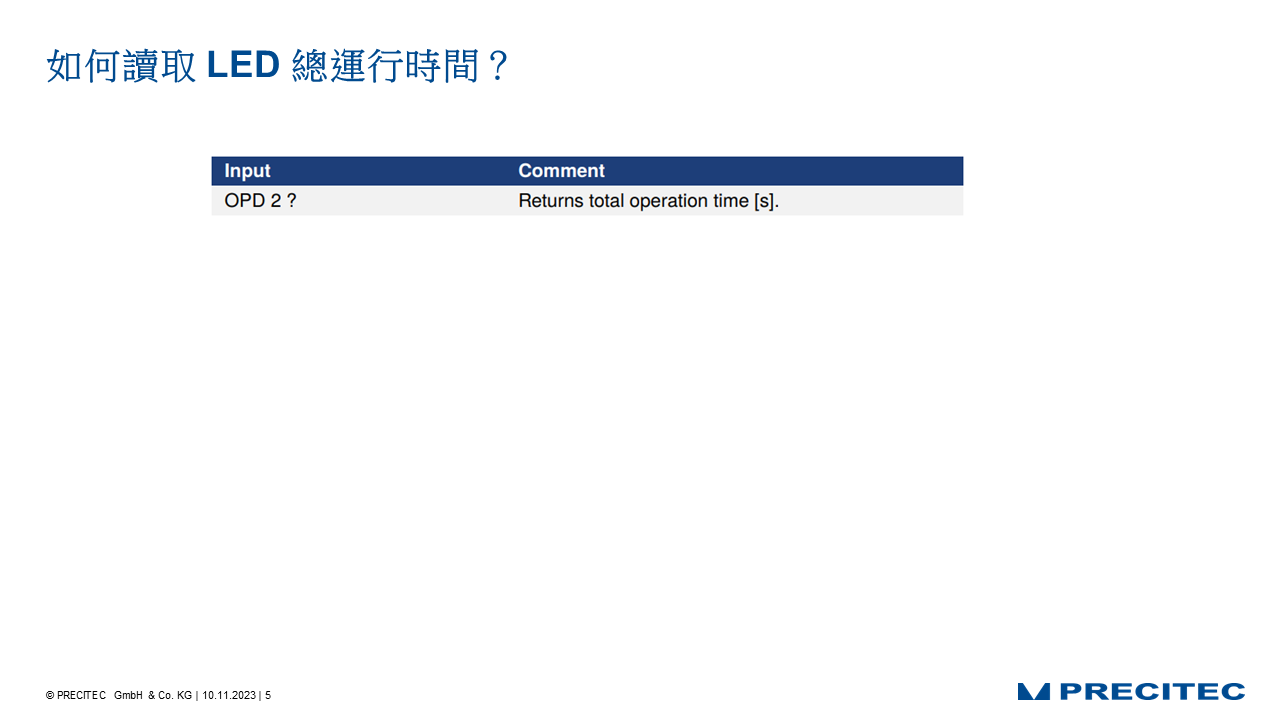 如何讀取 LED 總運行時間？
Input Comment
OPD 2 ? Returns total operation time [s].
© PRECITEC GmbH & Co. KG | 10.11.2023 | 5
PRECITEC